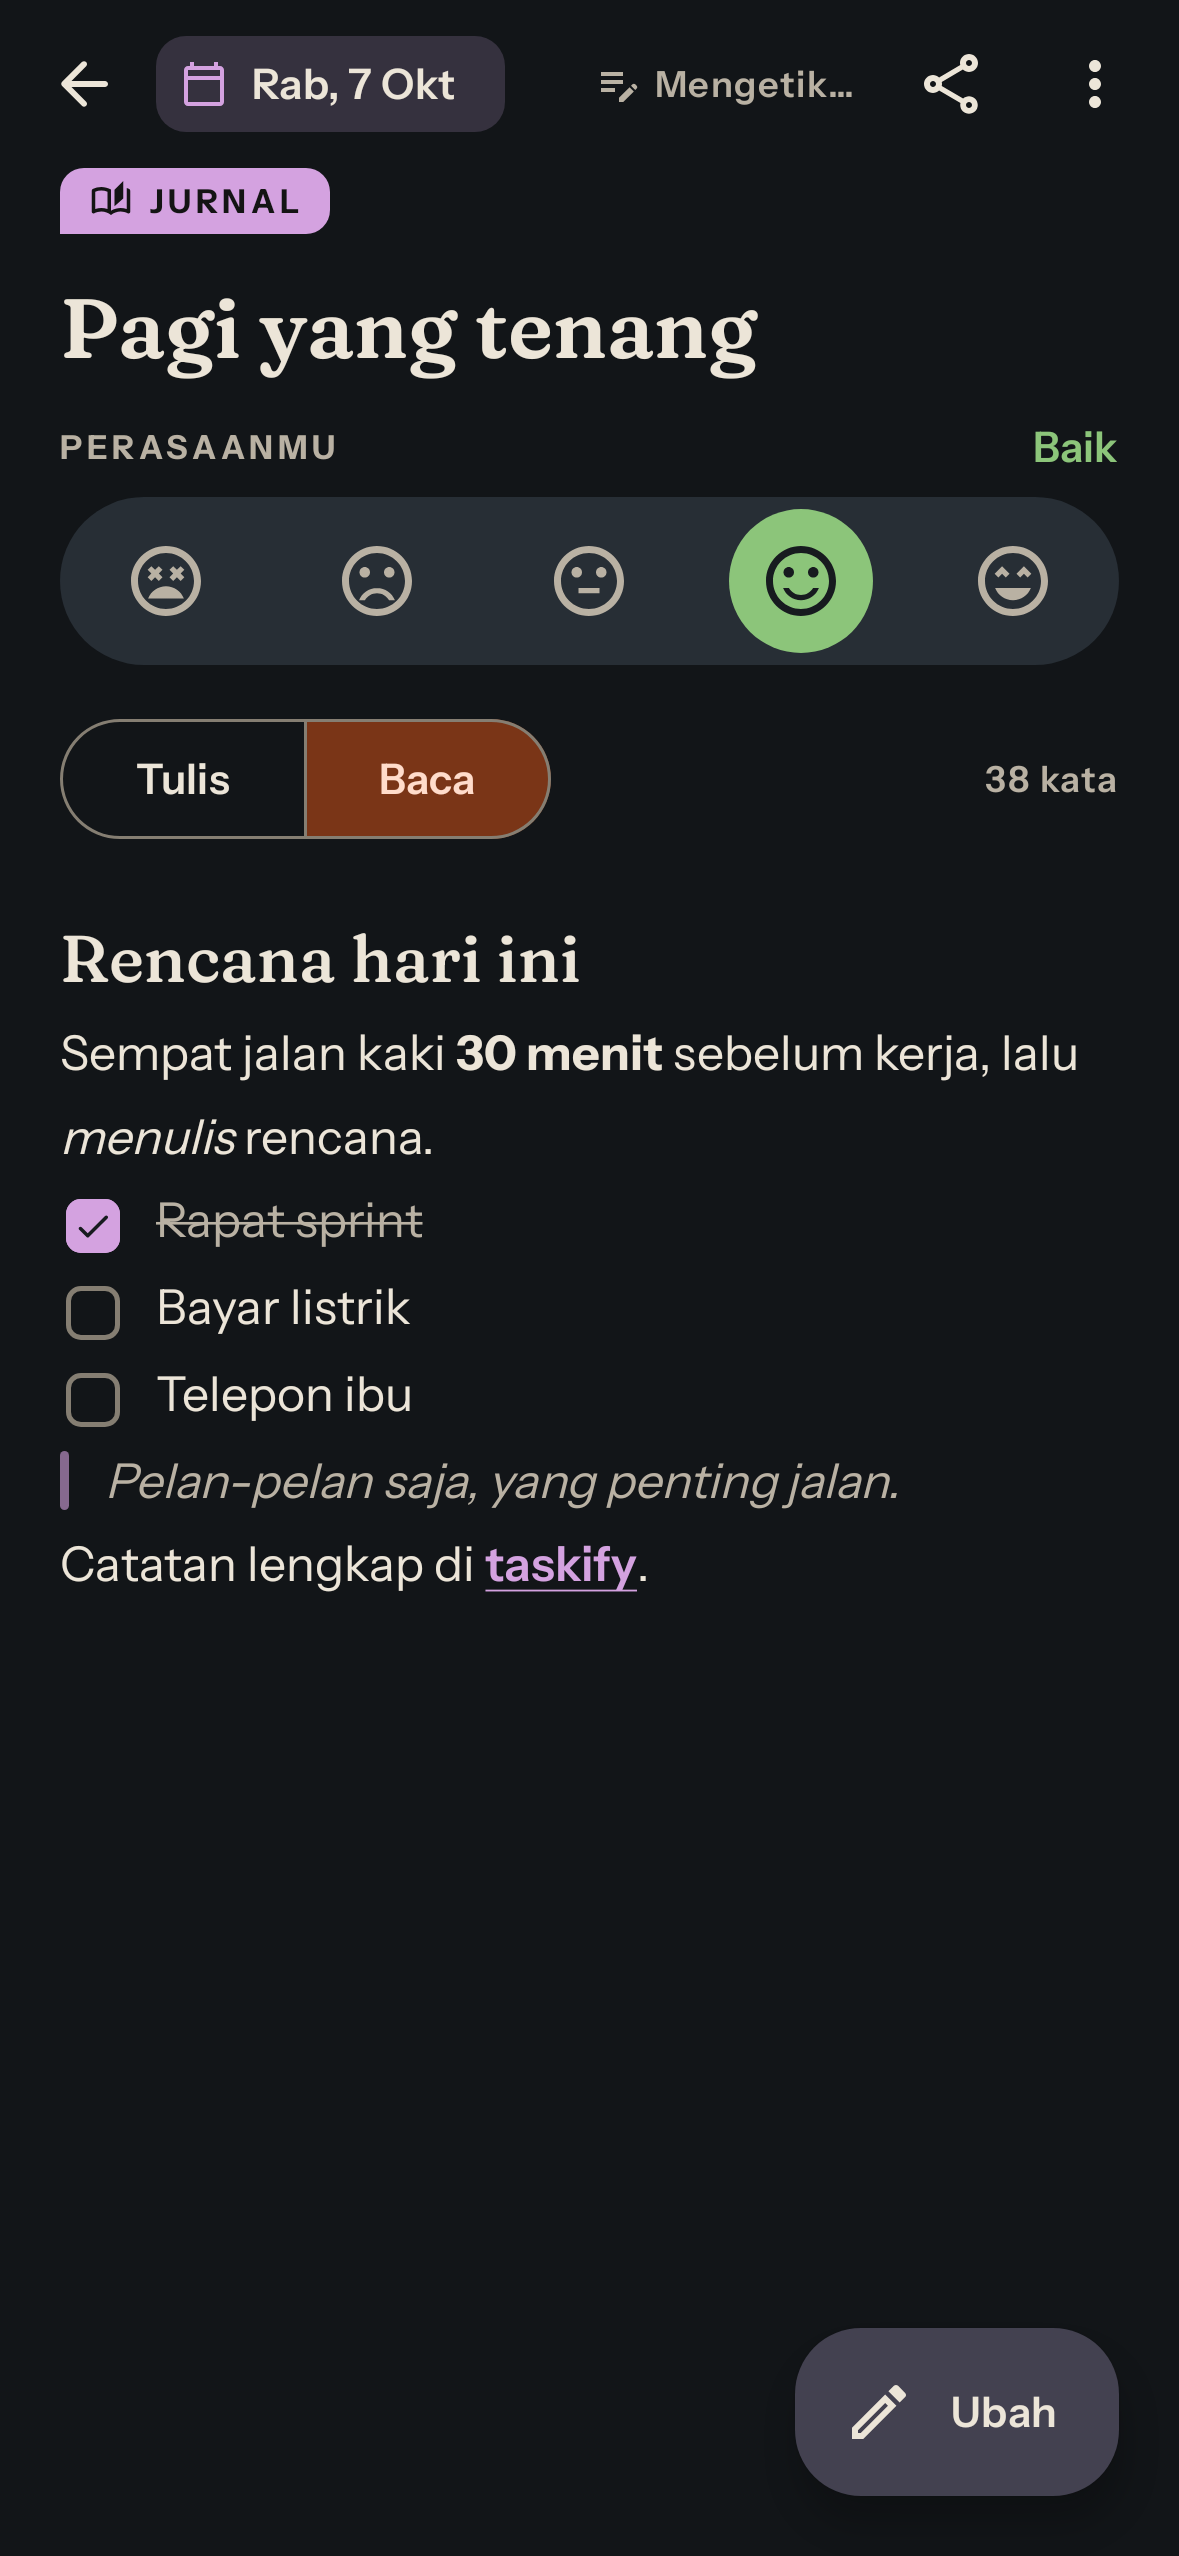 Rab, 7 Okt
Mengetik...
JURNAL
Pagi yang tenang
PERASAANMU
Baik
Tulis
Baca
38 kata
Rencana hari ini
Sempat jalan kaki 30 menit sebelum kerja, lalu
menulis rencana.
Rapat sprint
Bayar listrik
Telepon ibu
Pelan-pelan saja, yang penting jalan.
Catatan lengkap di taskify.
Ubah